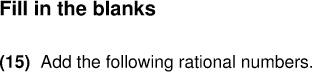 Fill in the blanks
(15) Add the following rational numbers.